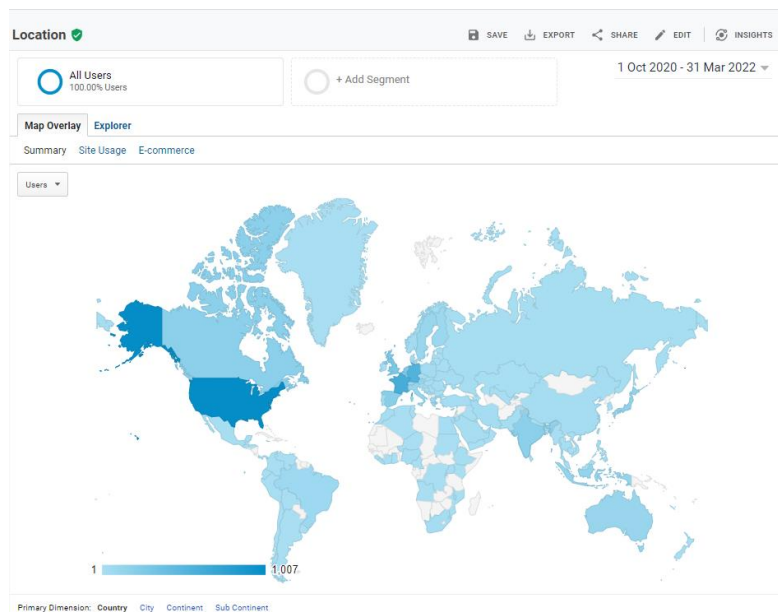 Location
SAVE EXPORT SHARE EDIT INSIGHTS
All Users
100.00% Users
+ Add Segment
1 Oct 2020 - 31 Mar 2022
Map Overlay Explorer
Summary Site Usage E-commerce
Users
1 1,007
Primary Dimension: Country City Continent Sub Continent